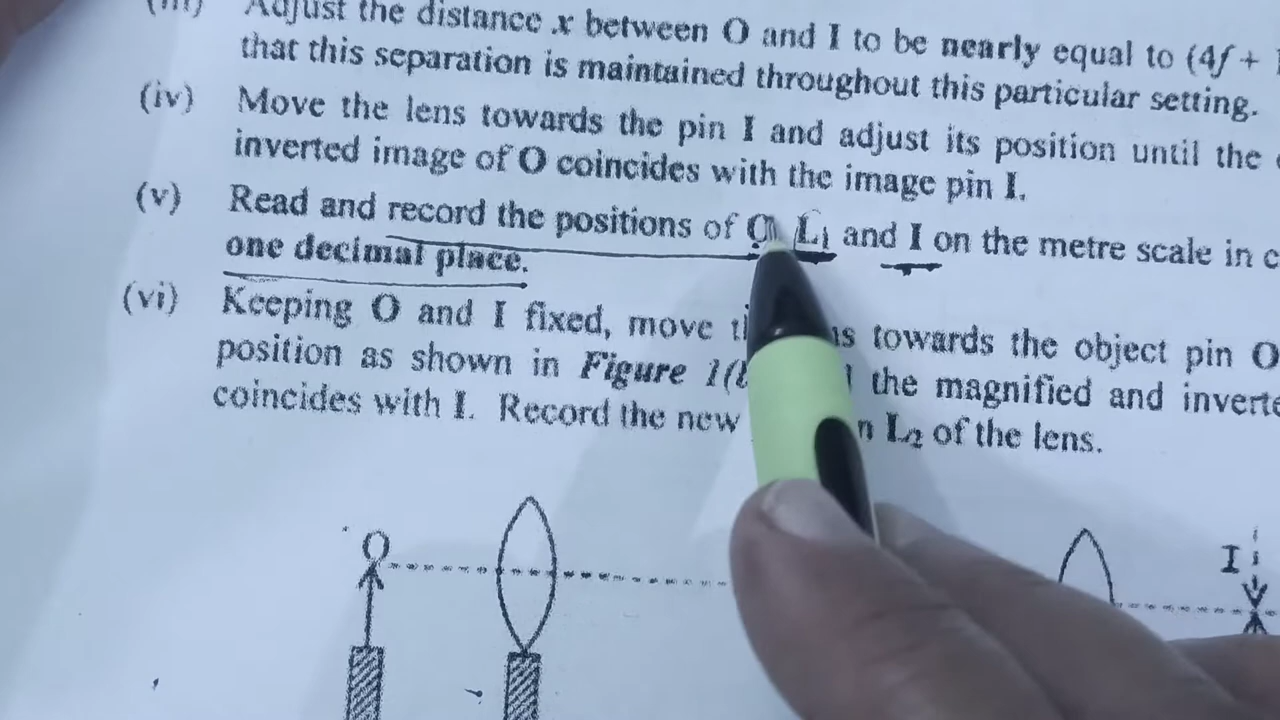 (iii) Adjust the distance x between O and I to be nearly equal to (4f +
that this separation is maintained throughout this particular setting.
(iv) Move the lens towards the pin I and adjust its position until the
inverted image of O coincides with the image pin I.
(v) Read and record the positions of O L1 and I on the metre scale in c
one decimal place.
(vi) Keeping O and I fixed, move towards the object pin O
position as shown in Figure 1( the magnified and inverte
coincides with I. Record the new L2 of the lens.
O
I